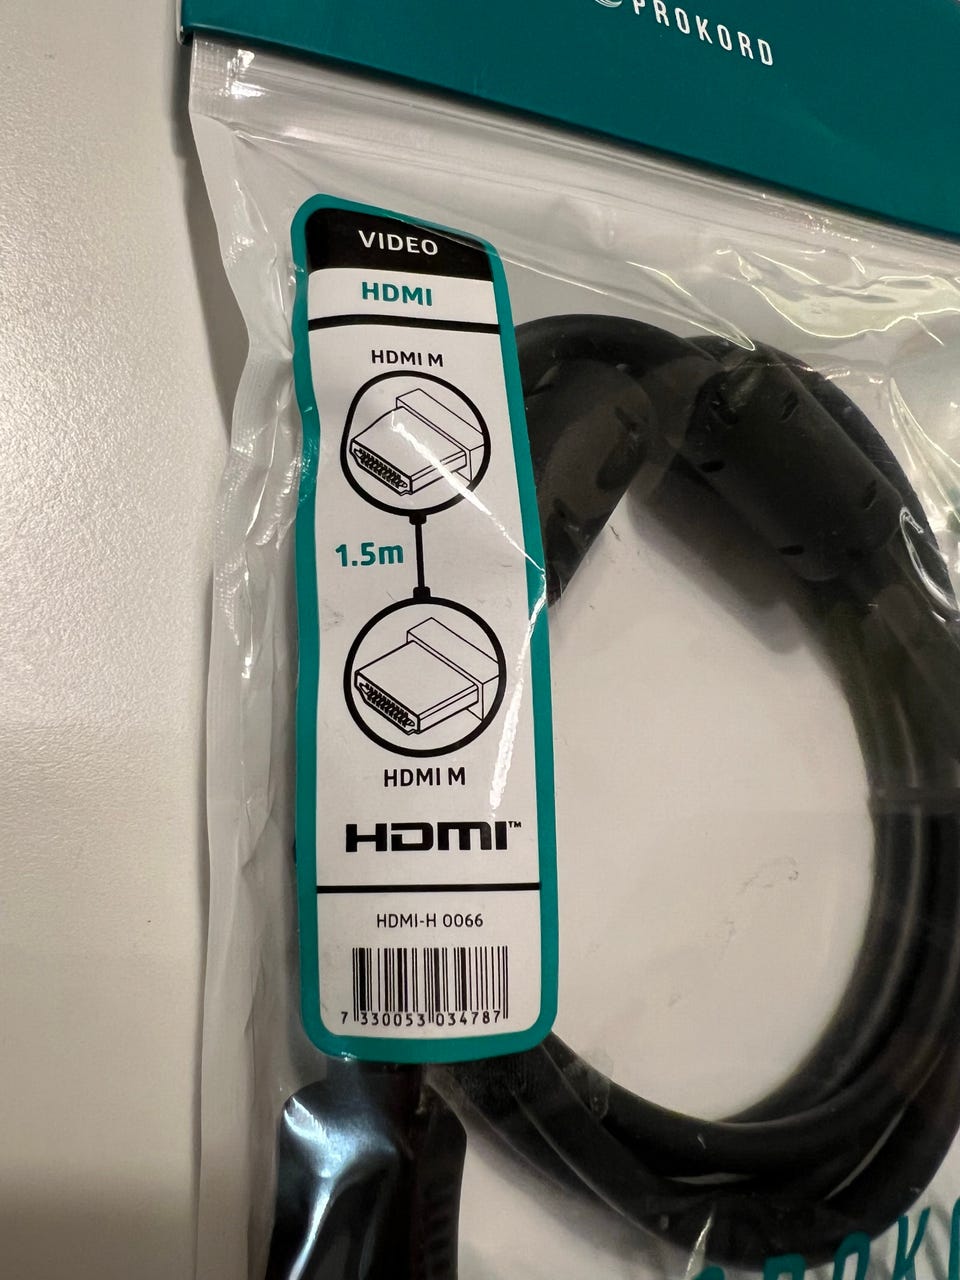 PROKORD
VIDEO
HDMI
HDMI M
1.5m
HDMI M
HDMI™
HDMI-H 0066
7 330053 034787